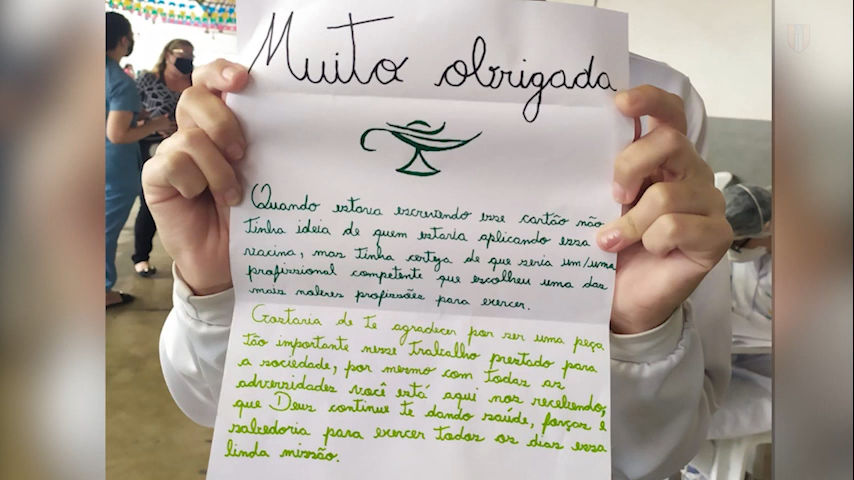 Muito obrigada
Quando estava escrevendo esse cartão não
tinha ideia de quem estaria aplicando essa
vacina, mas tinha certeza de que seria um/uma
profissional competente que escolheu uma das
mais nobres profissões para exercer.
Gostaria de te agradecer por ser uma peça
tão importante nesse trabalho prestado para
a sociedade, por mesmo com todas as
adversidades você está aqui nos recebendo,
que Deus continue te dando saúde, forças e
sabedoria para exercer todos os dias essa
linda missão.